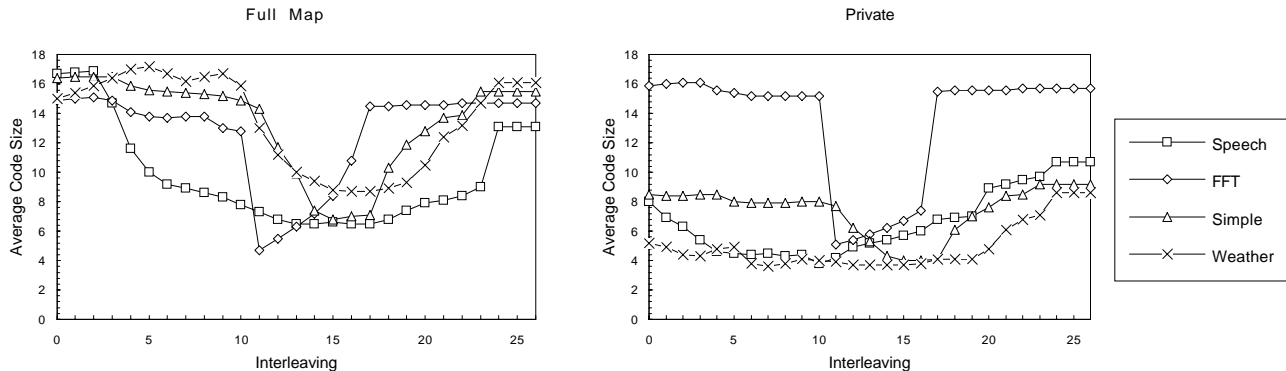 Full Map
Average Code Size
18
16
14
12
10
8
6
4
2
0
0 5 10 15 20 25
Interleaving
Private
Average Code Size
18
16
14
12
10
8
6
4
2
0
0 5 10 15 20 25
Interleaving
Speech
FFT
Simple
Weather